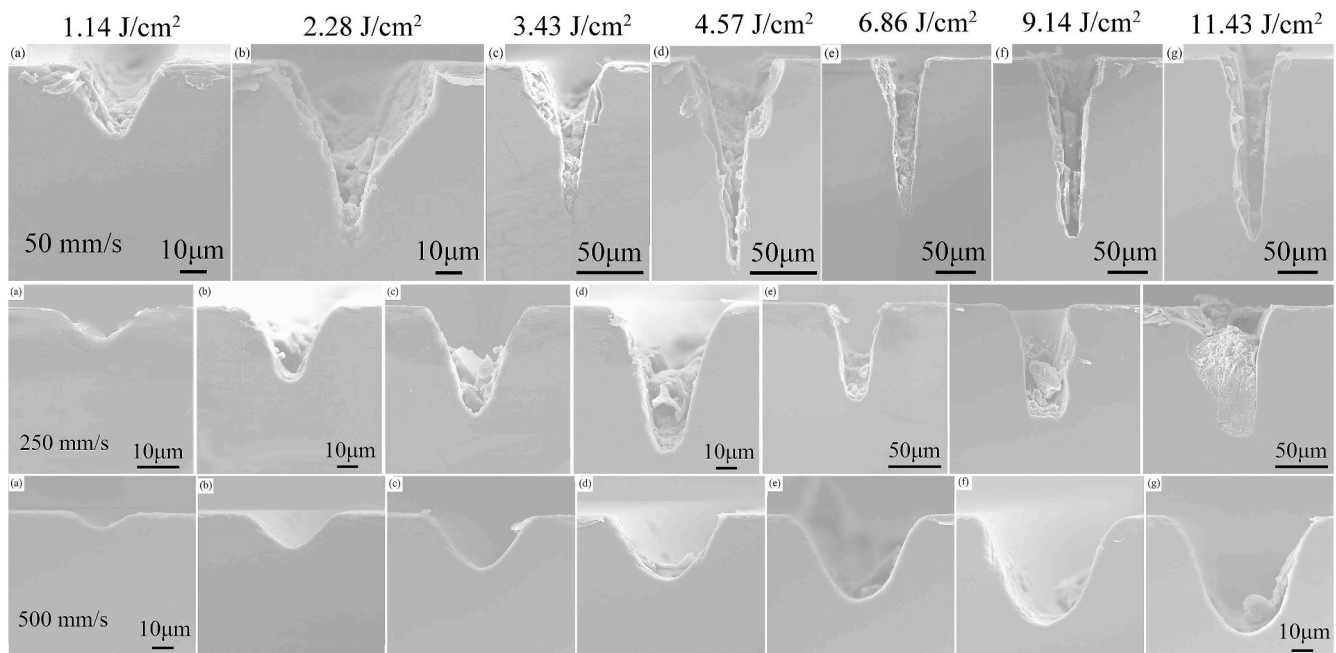 1.14 J/cm² 2.28 J/cm² 3.43 J/cm² 4.57 J/cm² 6.86 J/cm² 9.14 J/cm² 11.43 J/cm²
(a) (b) (c) (d) (e) (f) (g)
50 mm/s 10μm 10μm 50μm 50μm 50μm 50μm 50μm
(a) (b) (c) (d) (e)
250 mm/s 10μm 10μm 10μm 50μm 50μm
(a) (b) (c) (d) (e) (f) (g)
500 mm/s 10μm 10μm